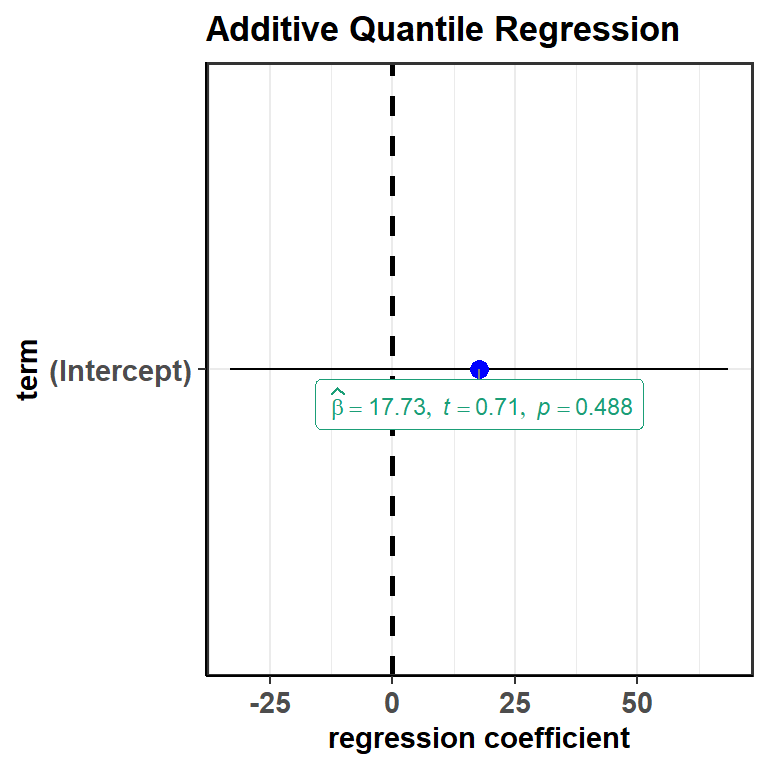 Additive Quantile Regression
term
(Intercept)
β̂ = 17.73, t = 0.71, p = 0.488
-25 0 25 50
regression coefficient